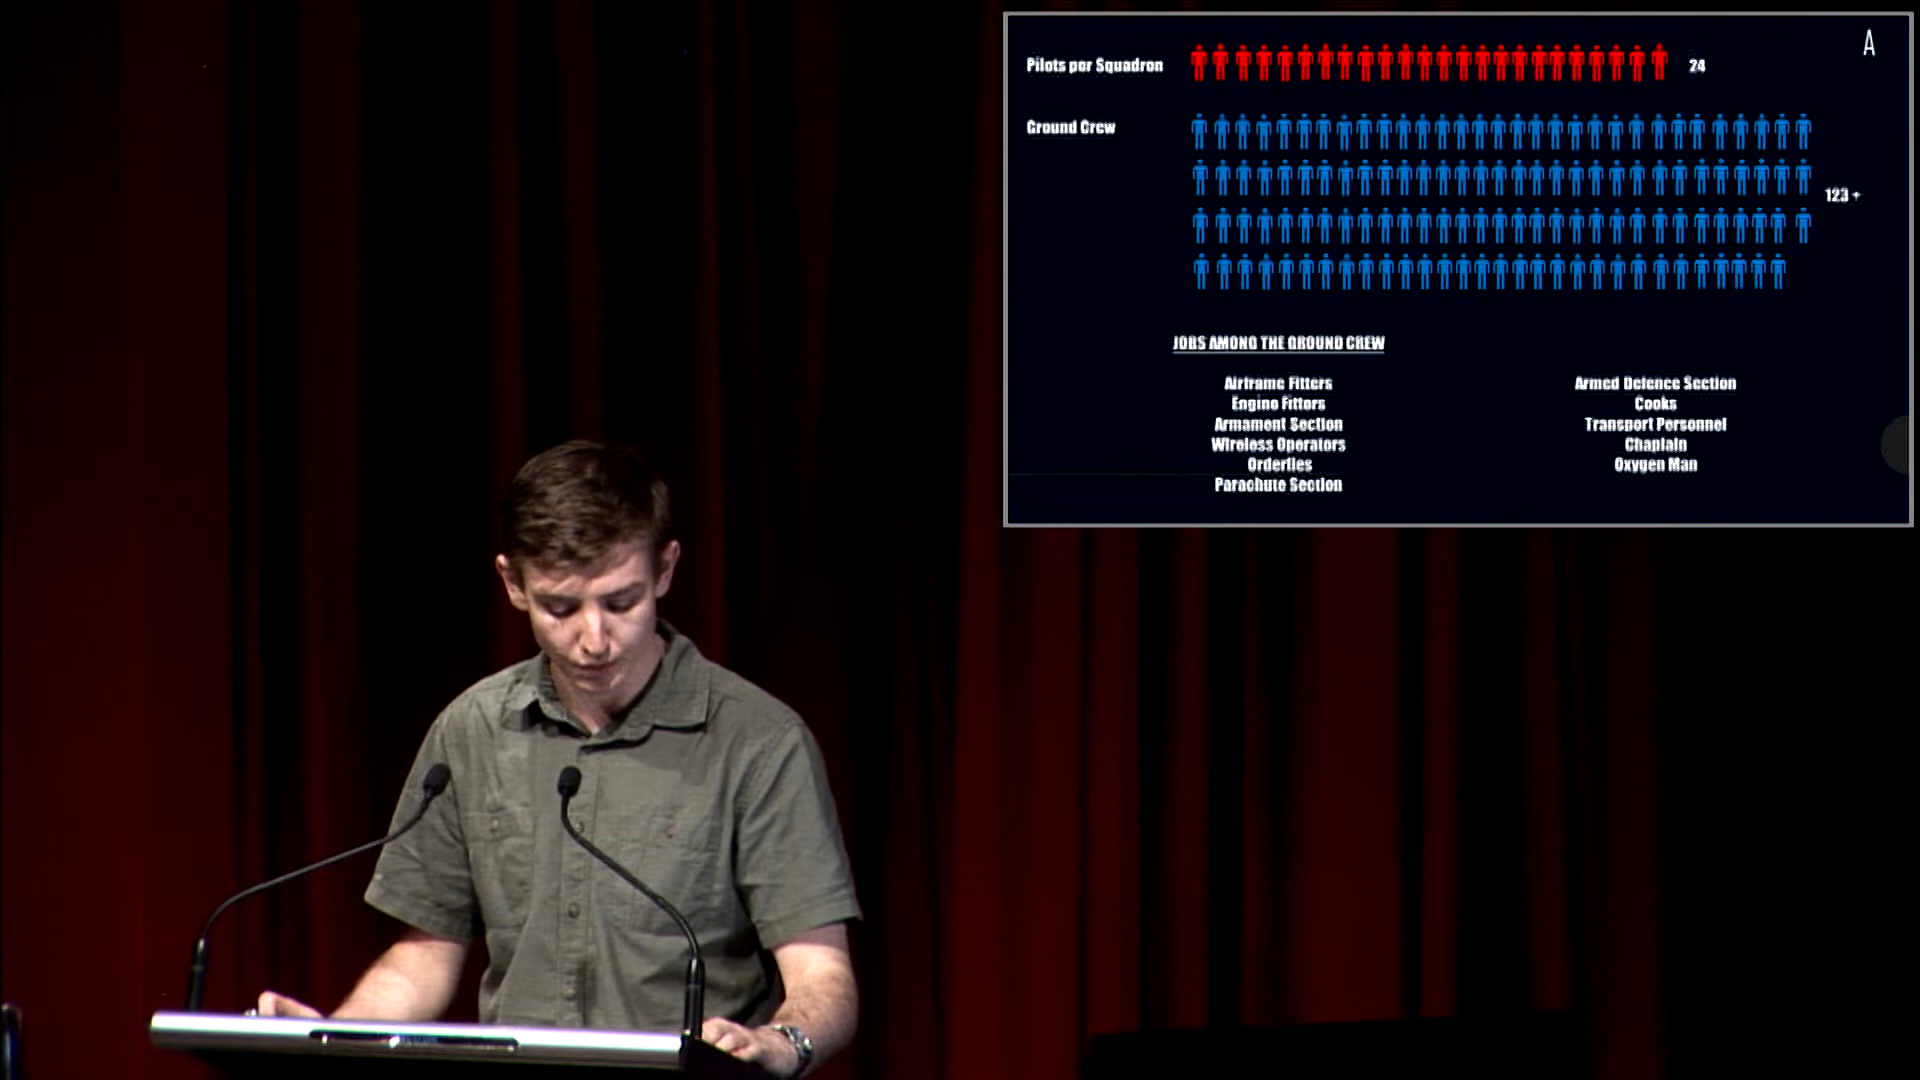 A
Pilots per Squadron 24
Ground Crew
123 +
JOBS AMONG THE GROUND CREW
Airframe Fitters
Engine Fitters
Armament Section
Wireless Operators
Orderlies
Parachute Section
Armed Defence Section
Cooks
Transport Personnel
Chaplain
Oxygen Man